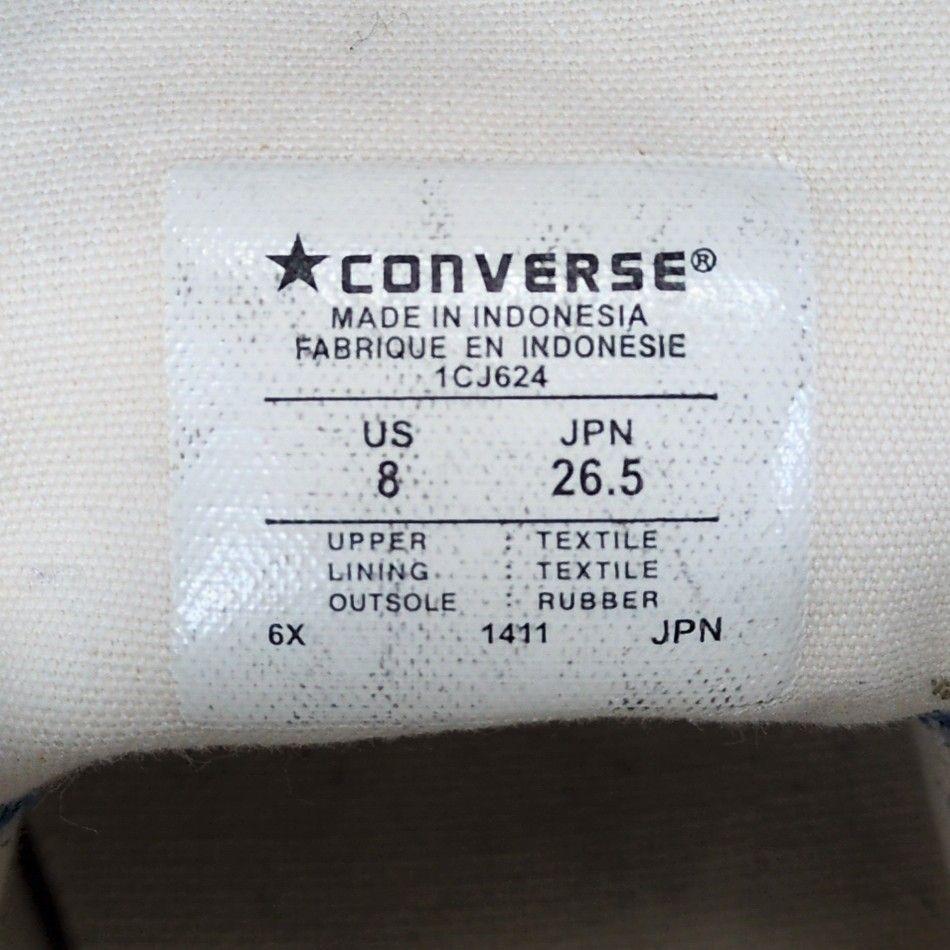 ★CONVERSE®
MADE IN INDONESIA
FABRIQUE EN INDONESIE
1CJ624
US JPN
8 26.5
UPPER : TEXTILE
LINING : TEXTILE
OUTSOLE : RUBBER
6X 1411 JPN